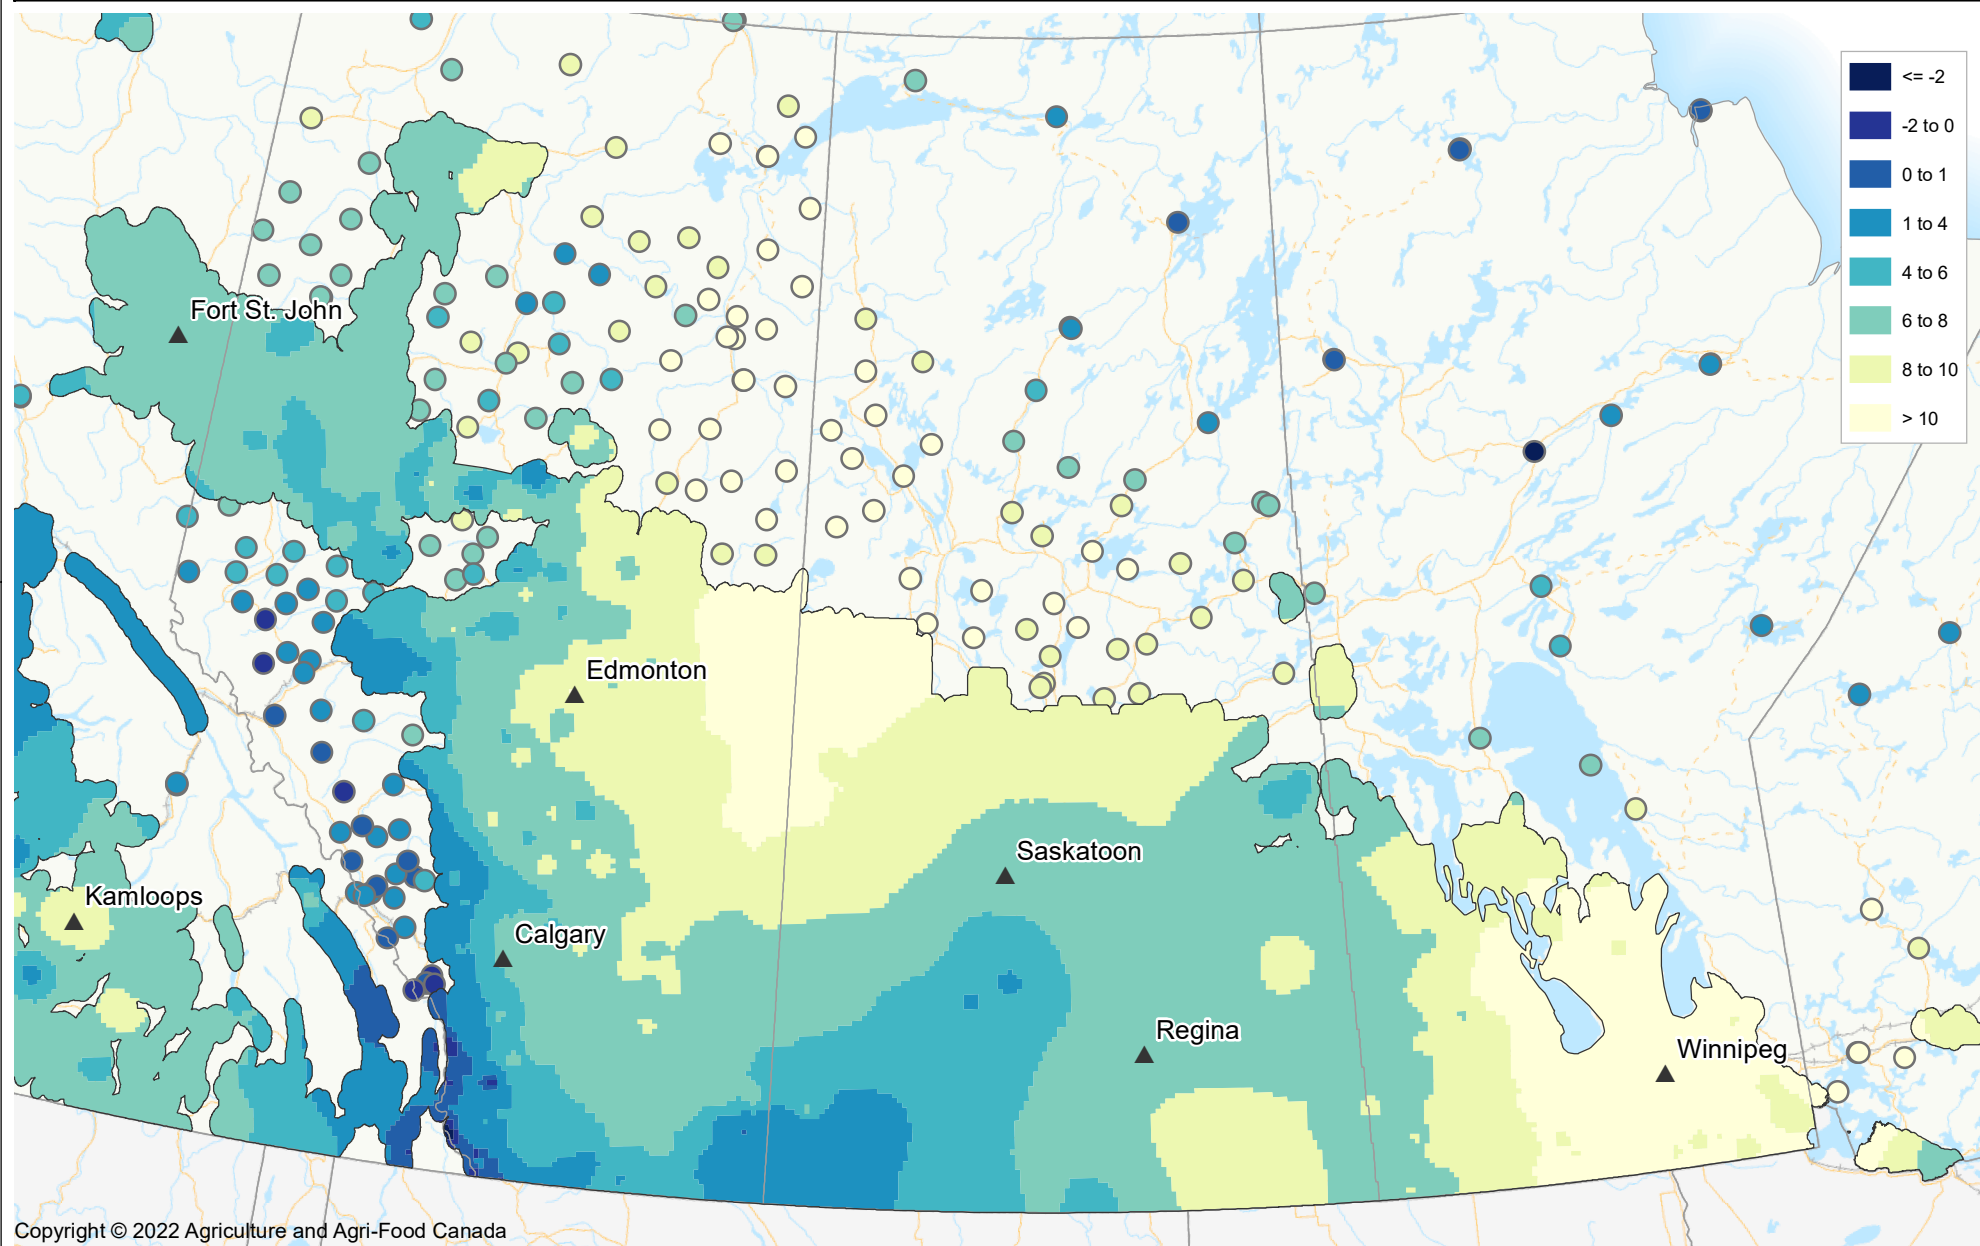 <= -2
-2 to 0
0 to 1
1 to 4
4 to 6
6 to 8
8 to 10
> 10
Fort St. John
Edmonton
Saskatoon
Kamloops
Calgary
Regina
Winnipeg
Copyright © 2022 Agriculture and Agri-Food Canada